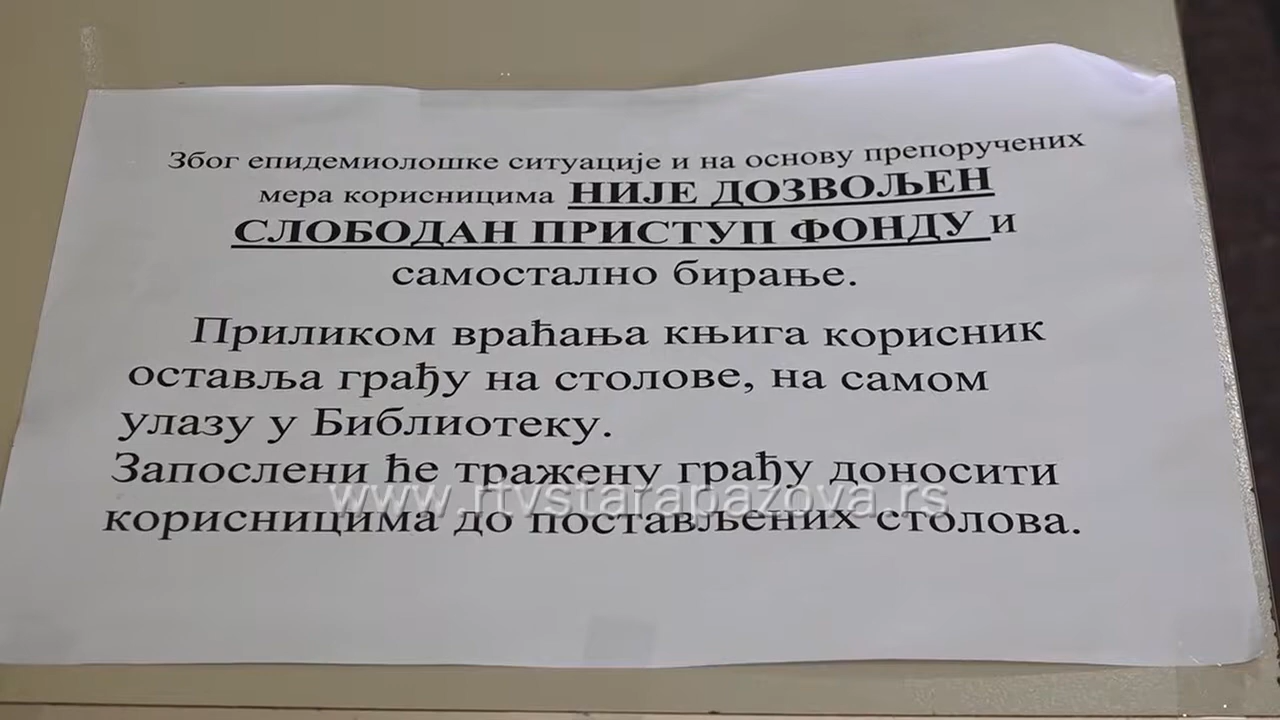 Због епидемиолошке ситуације и на основу препоручених
мера корисницима НИЈЕ ДОЗВОЉЕН
СЛОБОДАН ПРИСТУП ФОНДУ и
самостално бирање.
Приликом враћања књига корисник
оставља грађу на столове, на самом
улазу у Библиотеку.
Запослени ће тражену грађу доносити
www.rtvstarapazova.rs
корисницима до постављених столова.